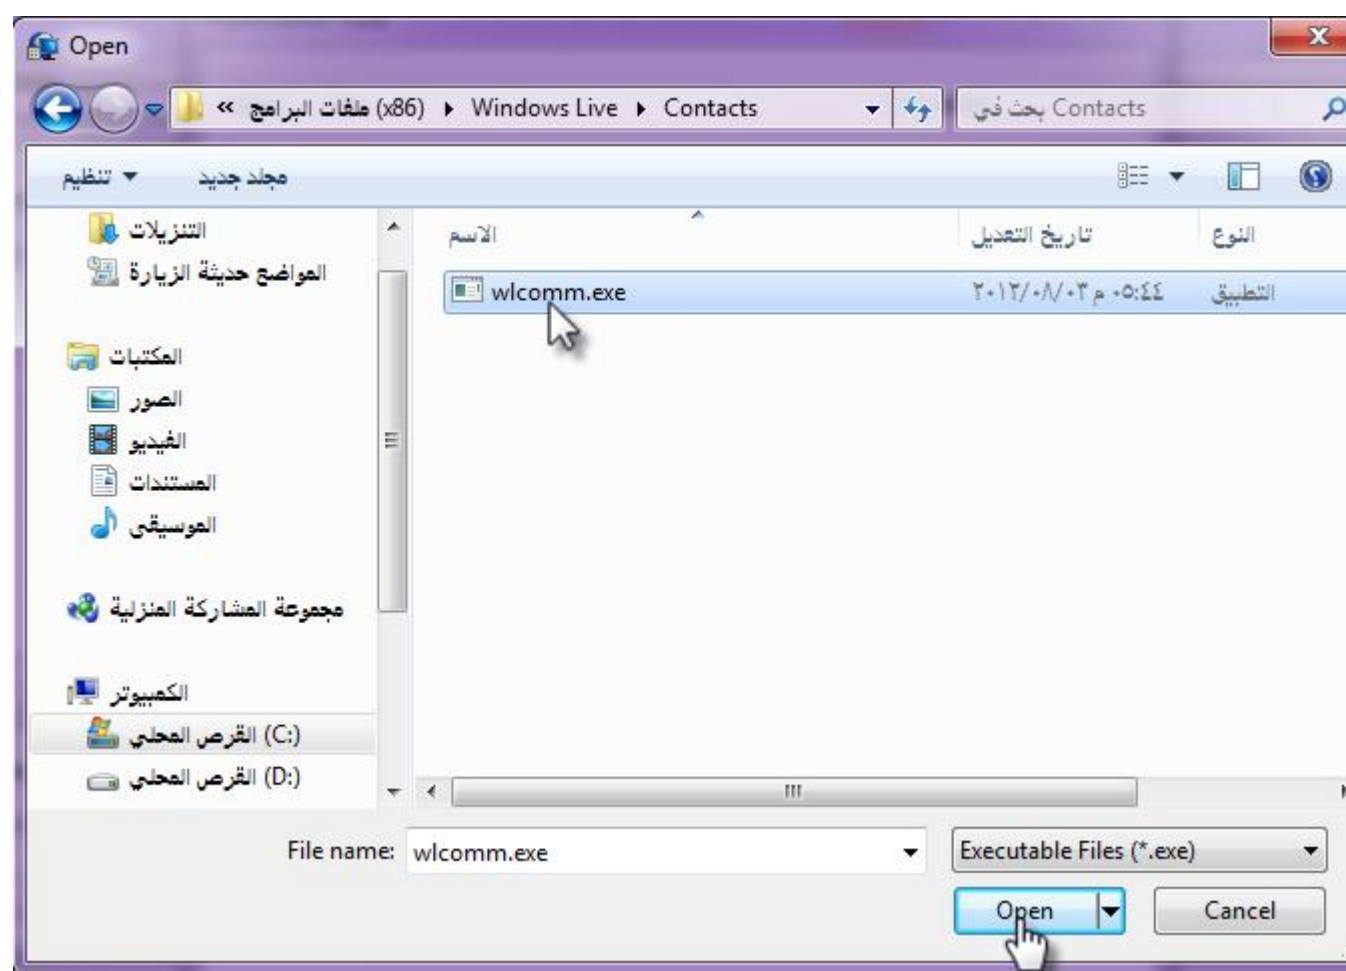 Open
« ملفات البرامج (x86) Windows Live Contacts
بحث في Contacts
تنظيم
مجلد جديد
الاسم
تاريخ التعديل
النوع
wlcomm.exe
٢٠١٢/٠٨/٠٣ م ٠٥:٤٤
التطبيق
التنزيلات
المواضع حديثة الزيارة
المكتبات
الصور
الفيديو
المستندات
الموسيقى
مجموعة المشاركة المنزلية
الكمبيوتر
القرص المحلي (C:)
القرص المحلي (D:)
File name:
wlcomm.exe
Executable Files (*.exe)
Open
Cancel